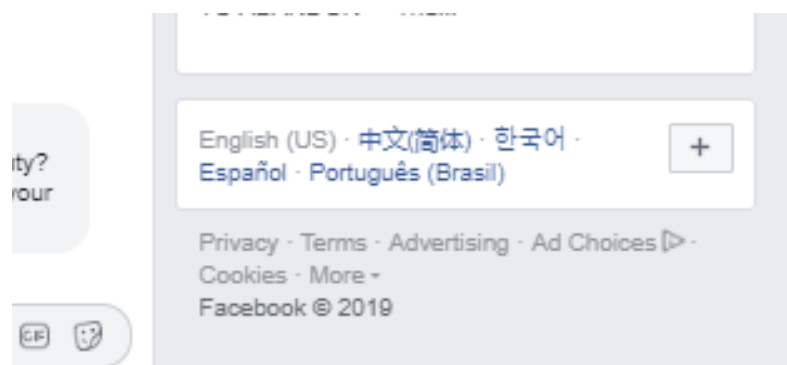 ty?
your
English (US) · 中文(简体) · 한국어 ·
Español · Português (Brasil)
+
Privacy · Terms · Advertising · Ad Choices ·
Cookies · More
Facebook © 2019
GIF